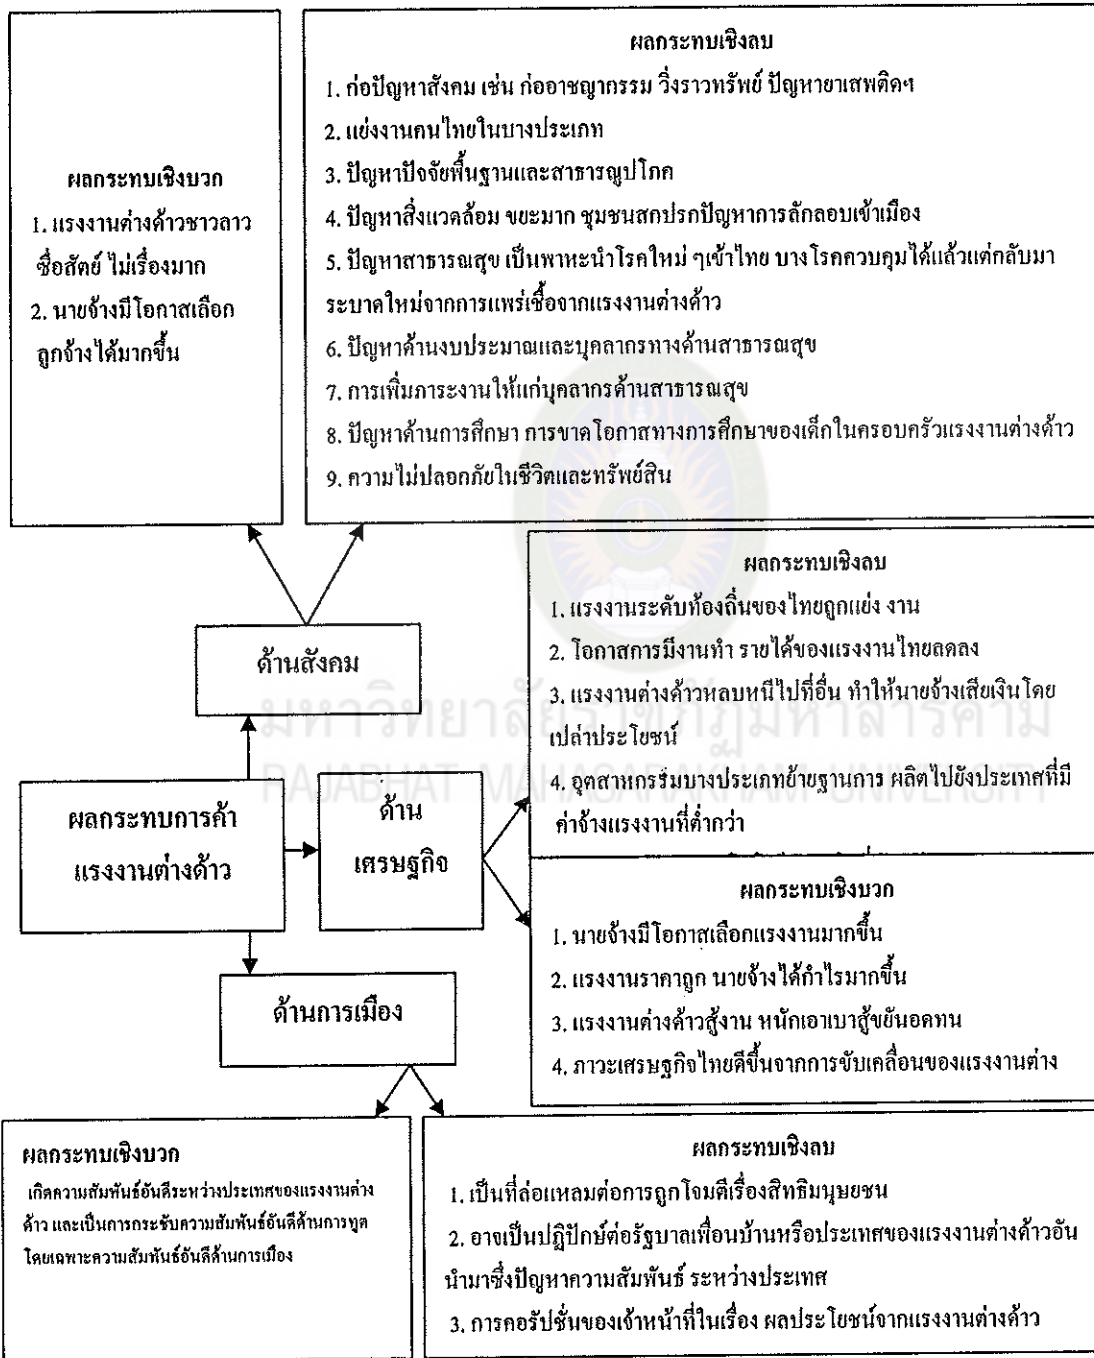 ผลกระทบเชิงบวก
1. แรงงานต่างด้าวชาวลาว
ซื่อสัตย์ ไม่เรื่องมาก
2. นายจ้างมีโอกาสเลือก
ลูกจ้างได้มากขึ้น
ผลกระทบเชิงลบ
1. ก่อปัญหาสังคม เช่น ก่ออาชญากรรม วิ่งราวทรัพย์ ปัญหายาเสพติดฯ
2. แย่งงานคนไทยในบางประเภท
3. ปัญหาปัจจัยพื้นฐานและสาธารณูปโภค
4. ปัญหาสิ่งแวดล้อม ขยะมาก ชุมชนสกปรกปัญหาการลักลอบเข้าเมือง
5. ปัญหาสาธารณสุข เป็นพาหะนำโรคใหม่ ๆเข้าไทย บางโรคควบคุมได้แล้วแต่กลับมา
ระบาดใหม่จากการแพร่เชื้อจากแรงงานต่างด้าว
6. ปัญหาด้านงบประมาณและบุคลากรทางด้านสาธารณสุข
7. การเพิ่มภาระงานให้แก่บุคลากรด้านสาธารณสุข
8. ปัญหาด้านการศึกษา การขาดโอกาสทางการศึกษาของเด็กในครอบครัวแรงงานต่างด้าว
9. ความไม่ปลอดภัยในชีวิตและทรัพย์สิน
ด้านสังคม
ผลกระทบเชิงลบ
1. แรงงานระดับท้องถิ่นของไทยถูกแย่ง งาน
2. โอกาสการมีงานทำ รายได้ของแรงงานไทยลดลง
3. แรงงานต่างด้าวหลบหนีไปที่อื่น ทำให้นายจ้างเสียเงินโดย
เปล่าประโยชน์
4. อุตสาหกรรมบางประเภทย้ายฐานการ ผลิตไปยังประเทศที่มี
ค่าจ้างแรงงานที่ต่ำกว่า
มหาวิทยาลัยราชภัฏมหาสารคาม
RAJABHAT MAHASARAKHAM UNIVERSITY
ผลกระทบการค้า
แรงงานต่างด้าว
ด้าน
เศรษฐกิจ
ผลกระทบเชิงบวก
1. นายจ้างมีโอกาสเลือกแรงงานมากขึ้น
2. แรงงานราคาถูก นายจ้างได้กำไรมากขึ้น
3. แรงงานต่างด้าวสู้งาน หนักเอาเบาสู้ขยันอดทน
4. ภาวะเศรษฐกิจไทยดีขึ้นจากการขับเคลื่อนของแรงงานต่าง
ด้านการเมือง
ผลกระทบเชิงบวก
เกิดความสัมพันธ์อันดีระหว่างประเทศของแรงงานต่าง
ด้าว และเป็นการกระชับความสัมพันธ์อันดีด้านการทูต
โดยเฉพาะความสัมพันธ์อันดีด้านการเมือง
ผลกระทบเชิงลบ
1. เป็นที่ล่อแหลมต่อการถูกโจมตีเรื่องสิทธิมนุษยชน
2. อาจเป็นปฏิปักษ์ต่อรัฐบาลเพื่อนบ้านหรือประเทศของแรงงานต่างด้าวอัน
นำมาซึ่งปัญหาความสัมพันธ์ ระหว่างประเทศ
3. การคอรัปชั่นของเจ้าหน้าที่ในเรื่อง ผลประโยชน์จากแรงงานต่างด้าว